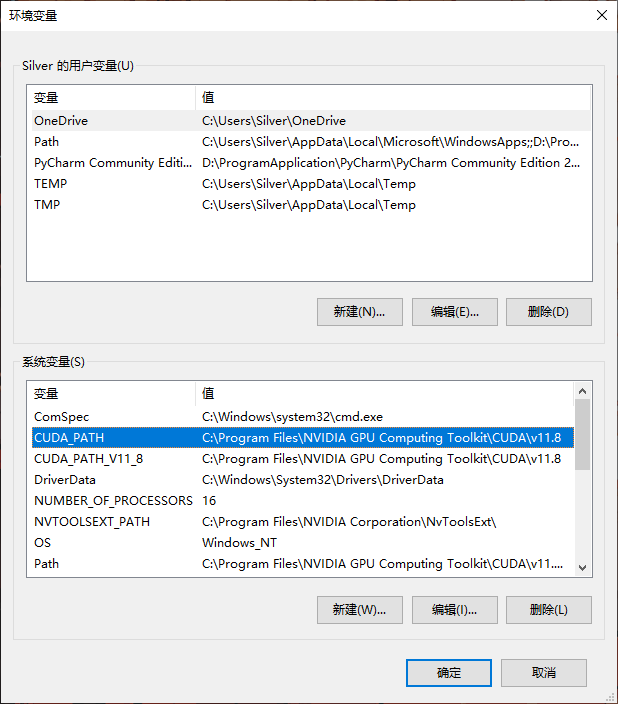 环境变量
Silver 的用户变量(U)
变量 值
OneDrive C:\Users\Silver\OneDrive
Path C:\Users\Silver\AppData\Local\Microsoft\WindowsApps;;D:\Pro...
PyCharm Community Editi... D:\ProgramApplication\PyCharm\PyCharm Community Edition 2...
TEMP C:\Users\Silver\AppData\Local\Temp
TMP C:\Users\Silver\AppData\Local\Temp
新建(N)... 编辑(E)... 删除(D)
系统变量(S)
变量 值
ComSpec C:\Windows\system32\cmd.exe
CUDA_PATH C:\Program Files\NVIDIA GPU Computing Toolkit\CUDA\v11.8
CUDA_PATH_V11_8 C:\Program Files\NVIDIA GPU Computing Toolkit\CUDA\v11.8
DriverData C:\Windows\System32\Drivers\DriverData
NUMBER_OF_PROCESSORS 16
NVTOOLSEXT_PATH C:\Program Files\NVIDIA Corporation\NvToolsExt\
OS Windows_NT
Path C:\Program Files\NVIDIA GPU Computing Toolkit\CUDA\v11....
新建(W)... 编辑(I)... 删除(L)
确定 取消